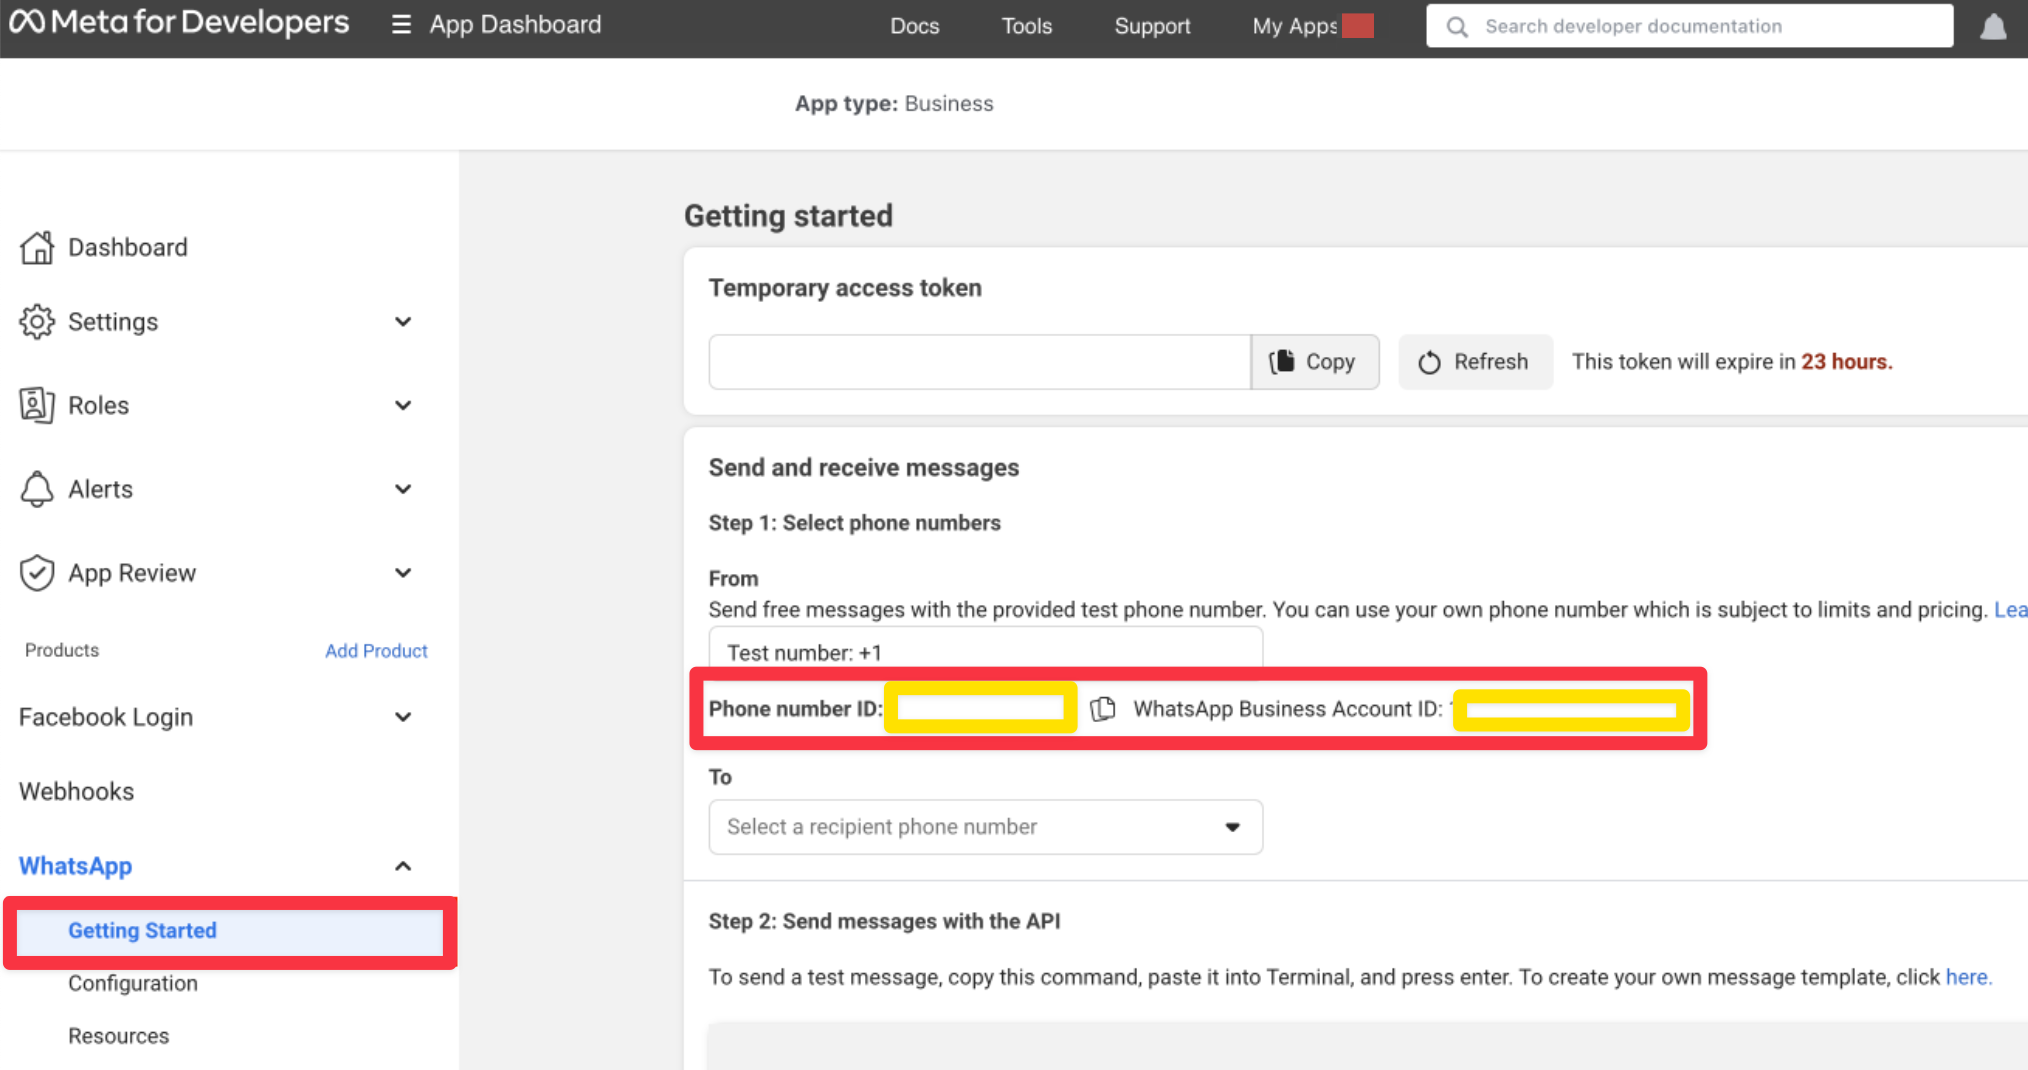 Meta for Developers
App Dashboard
Docs
Tools
Support
My Apps
Search developer documentation
App type: Business
Dashboard
Settings
Roles
Alerts
App Review
Products
Add Product
Facebook Login
Webhooks
WhatsApp
Getting Started
Configuration
Resources
Getting started
Temporary access token
Copy
Refresh
This token will expire in 23 hours.
Send and receive messages
Step 1: Select phone numbers
From
Send free messages with the provided test phone number. You can use your own phone number which is subject to limits and pricing. Lea
Test number: +1
Phone number ID:
WhatsApp Business Account ID:
To
Select a recipient phone number
Step 2: Send messages with the API
To send a test message, copy this command, paste it into Terminal, and press enter. To create your own message template, click here.